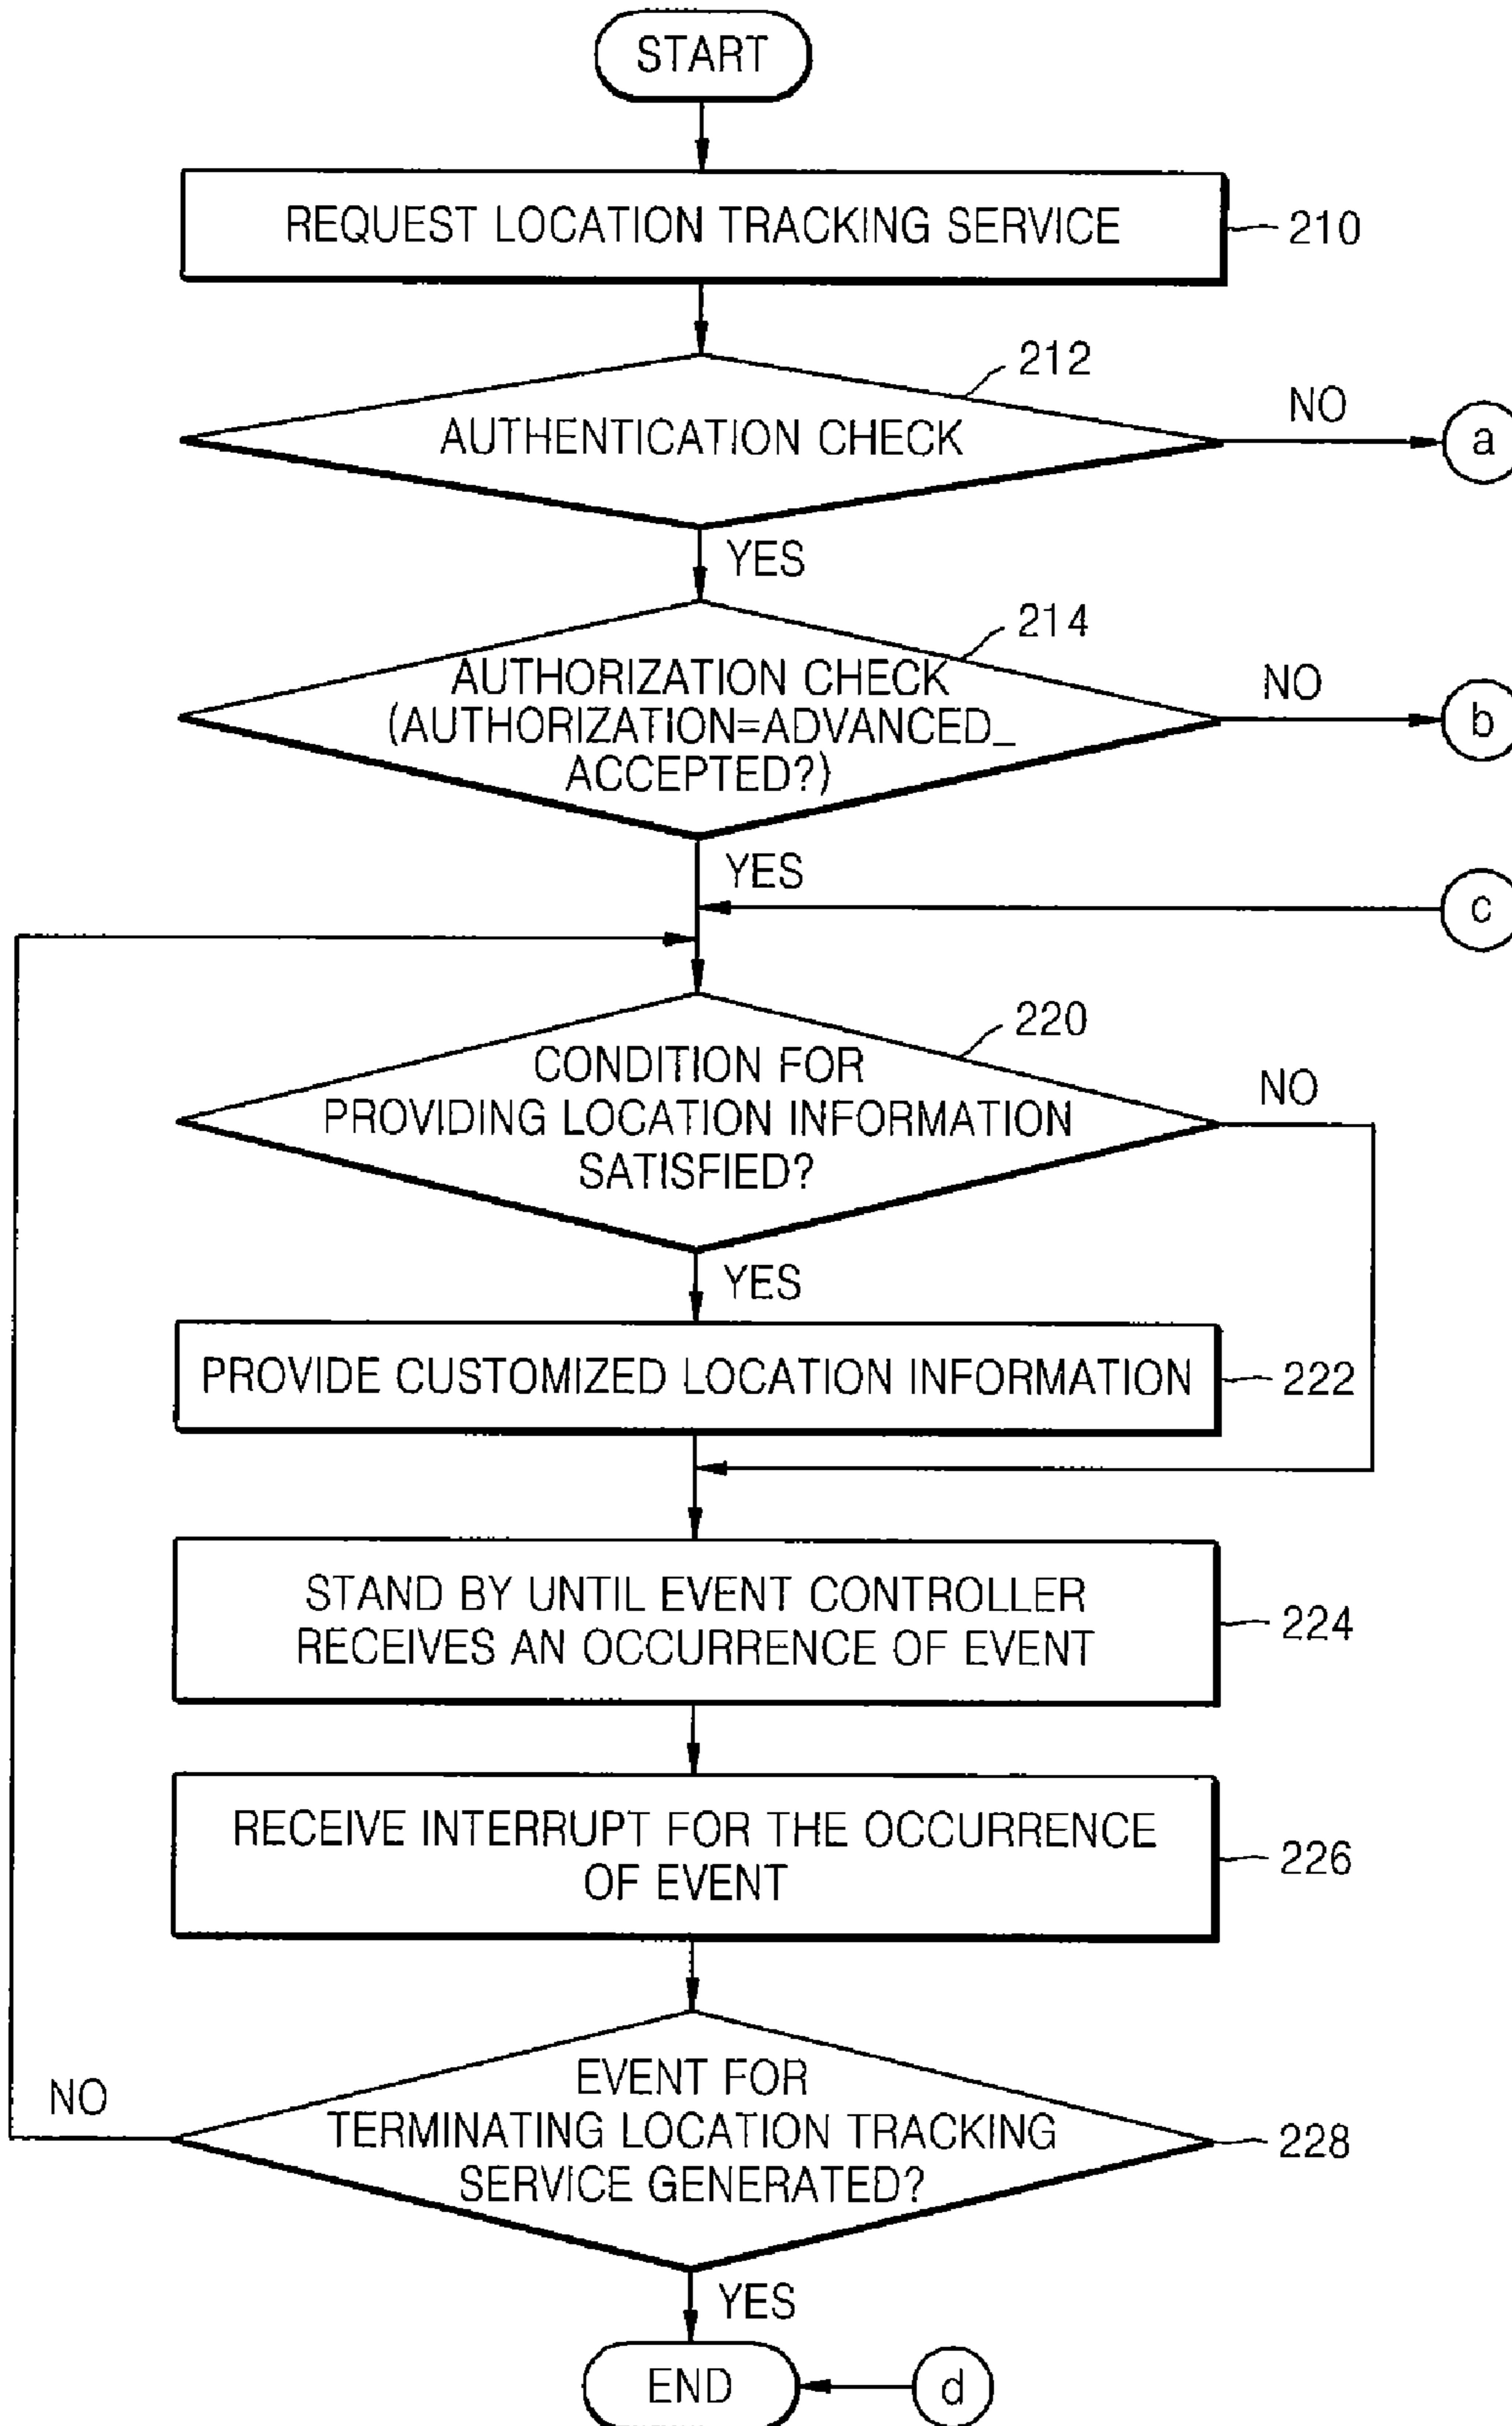 START
REQUEST LOCATION TRACKING SERVICE
210
212
AUTHENTICATION CHECK
NO
a
YES
214
AUTHORIZATION CHECK
(AUTHORIZATION=ADVANCED_
ACCEPTED?)
NO
b
YES
c
220
CONDITION FOR
PROVIDING LOCATION INFORMATION
SATISFIED?
NO
YES
PROVIDE CUSTOMIZED LOCATION INFORMATION
222
STAND BY UNTIL EVENT CONTROLLER
RECEIVES AN OCCURRENCE OF EVENT
224
RECEIVE INTERRUPT FOR THE OCCURRENCE
OF EVENT
226
EVENT FOR
TERMINATING LOCATION TRACKING
SERVICE GENERATED?
228
NO
YES
END
d